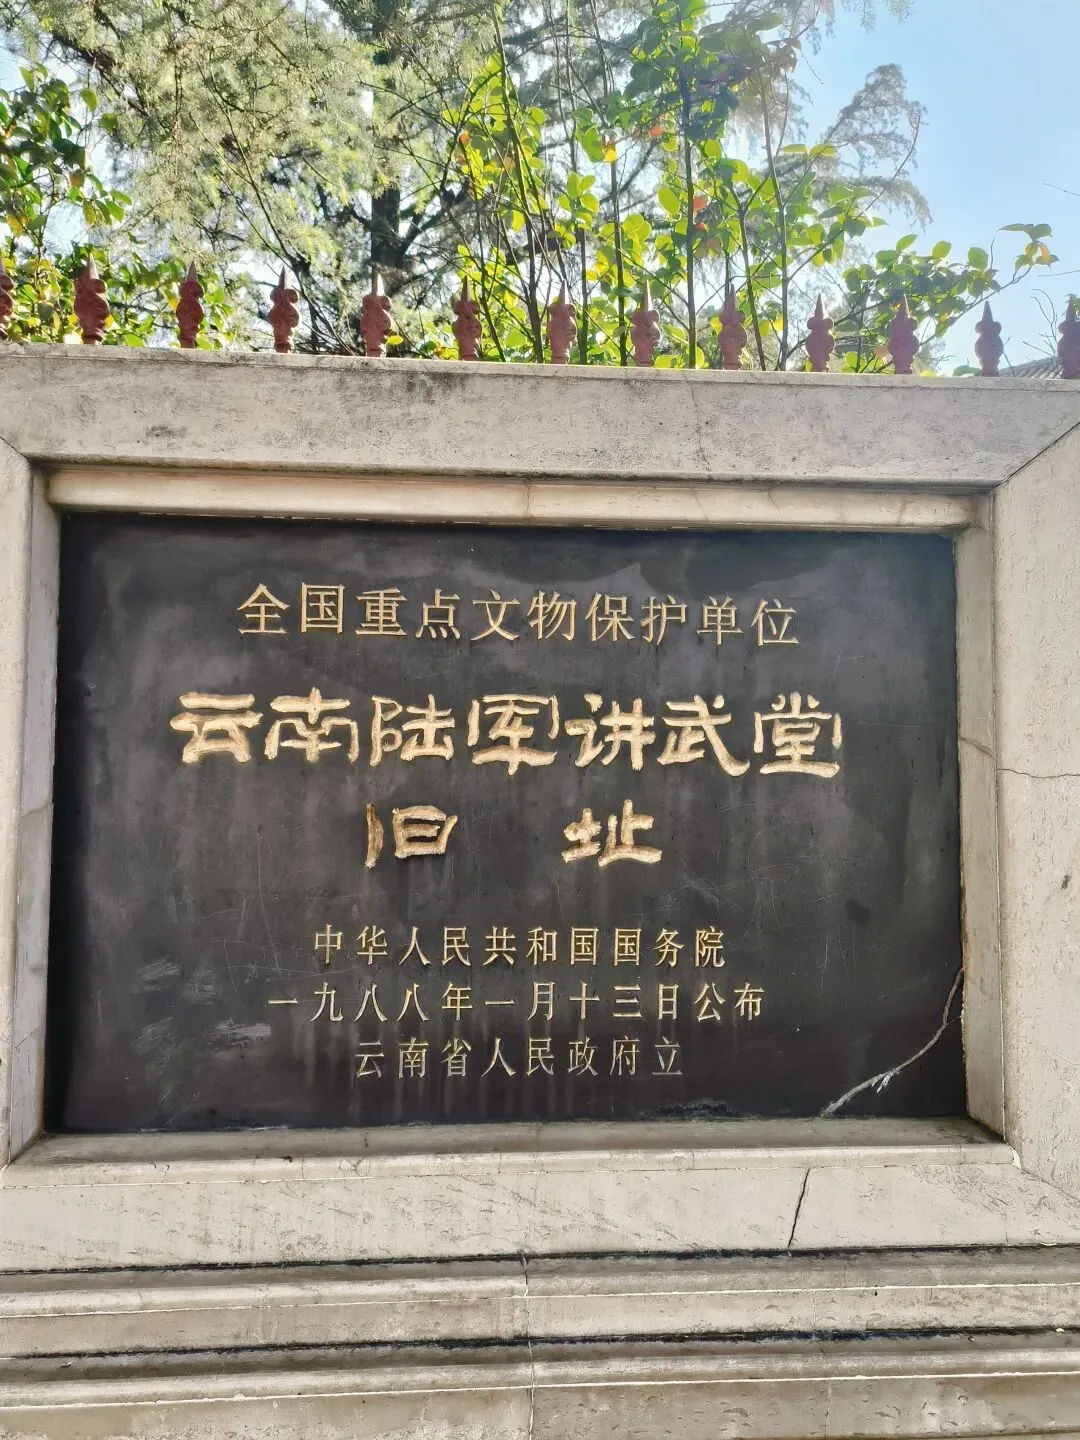 全国重点文物保护单位
云南陆军讲武堂
旧址
中华人民共和国国务院
一九八八年一月十三日公布
云南省人民政府立